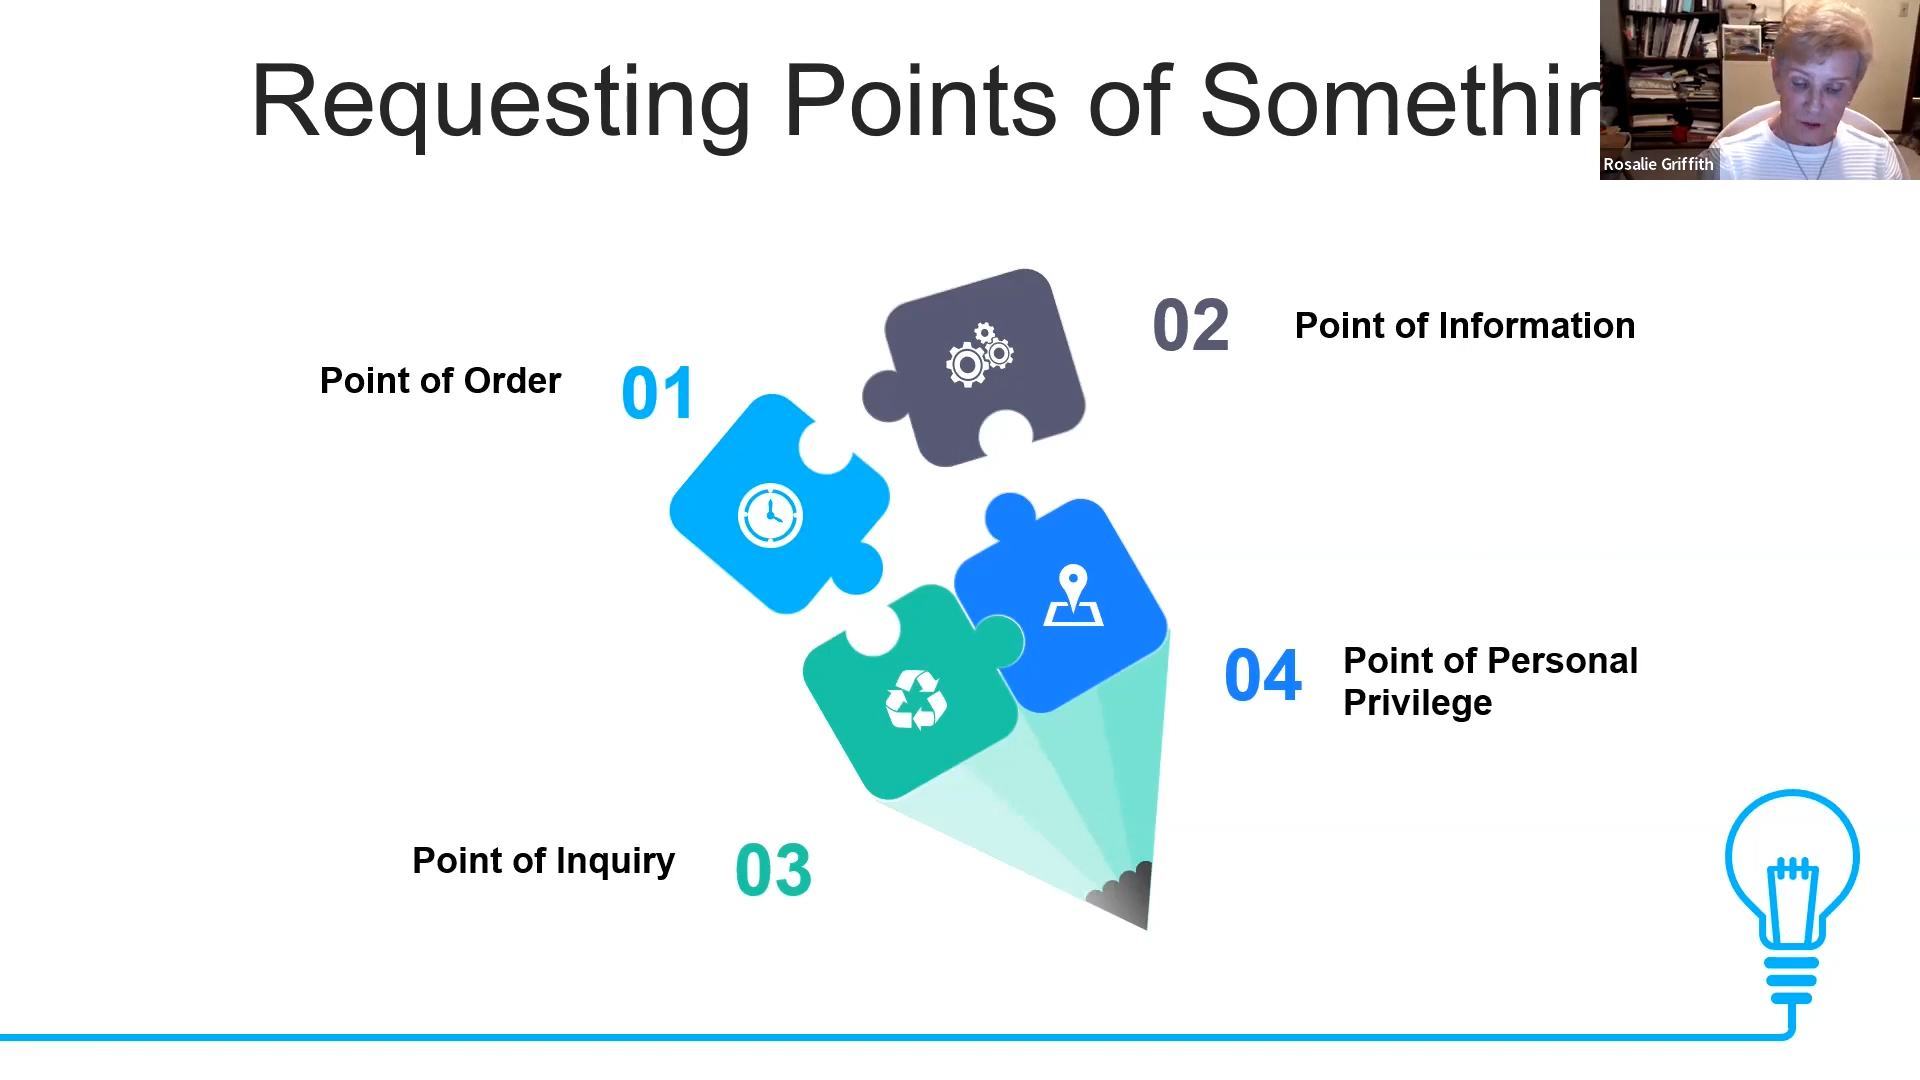 Requesting Points of Somethin
Rosalie Griffith
02 Point of Information
Point of Order 01
04 Point of Personal
Privilege
Point of Inquiry 03